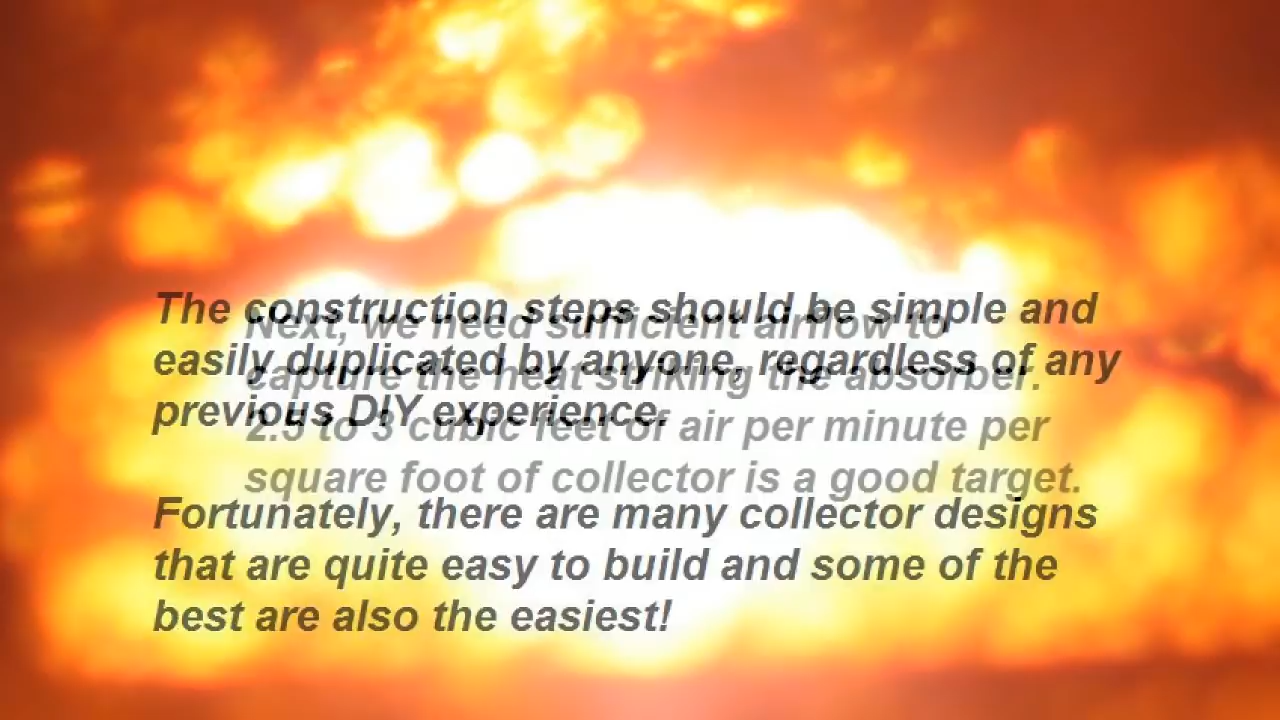 The construction steps should be simple and
easily duplicated by anyone, regardless of any
previous DIY experience.
Fortunately, there are many collector designs
that are quite easy to build and some of the
best are also the easiest!
Next, we need sufficient airflow to
capture the heat striking the absorber.
2.5 to 3 cubic feet of air per minute per
square foot of collector is a good target.